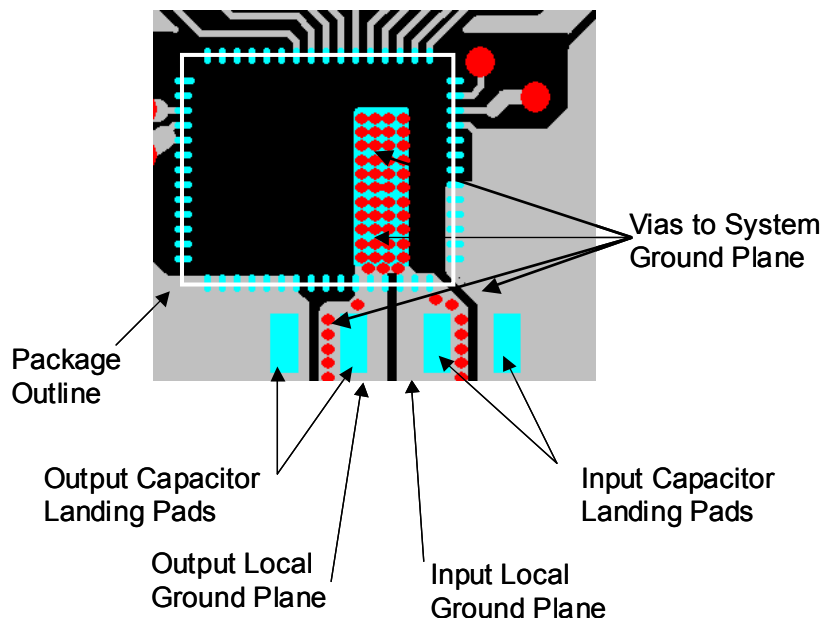 Vias to System
Ground Plane
Package
Outline
Output Capacitor
Landing Pads
Input Capacitor
Landing Pads
Output Local
Ground Plane
Input Local
Ground Plane